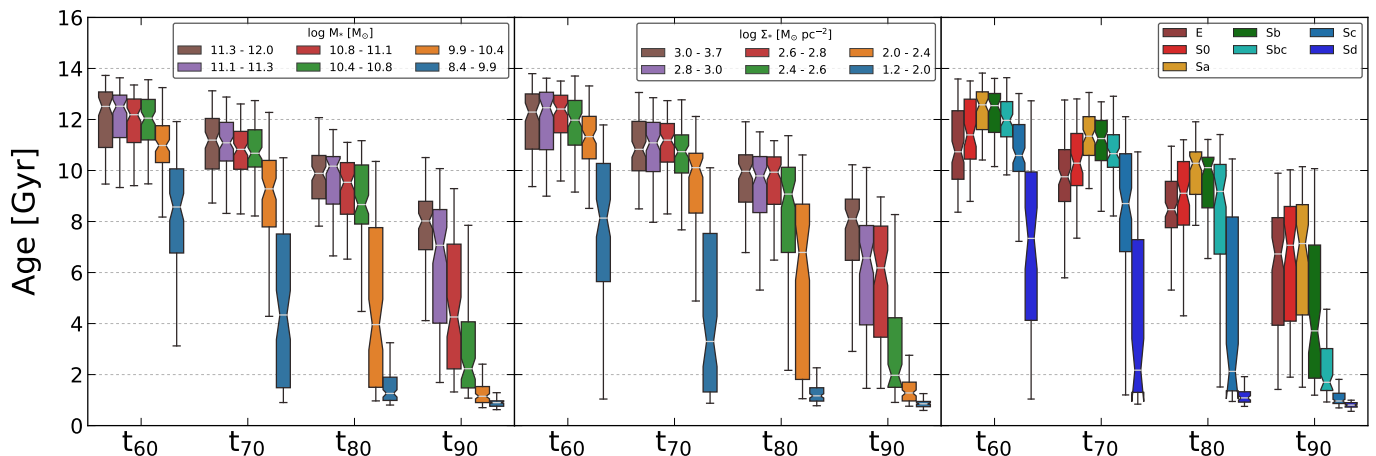 Age [Gyr]
16
14
12
10
8
6
4
2
0
log M* [M⊙]
11.3 - 12.0 10.8 - 11.1 9.9 - 10.4
11.1 - 11.3 10.4 - 10.8 8.4 - 9.9
log Σ* [M⊙ pc⁻²]
3.0 - 3.7 2.6 - 2.8 2.0 - 2.4
2.8 - 3.0 2.4 - 2.6 1.2 - 2.0
E Sb Sc
S0 Sbc Sd
Sa
t60 t70 t80 t90 t60 t70 t80 t90 t60 t70 t80 t90